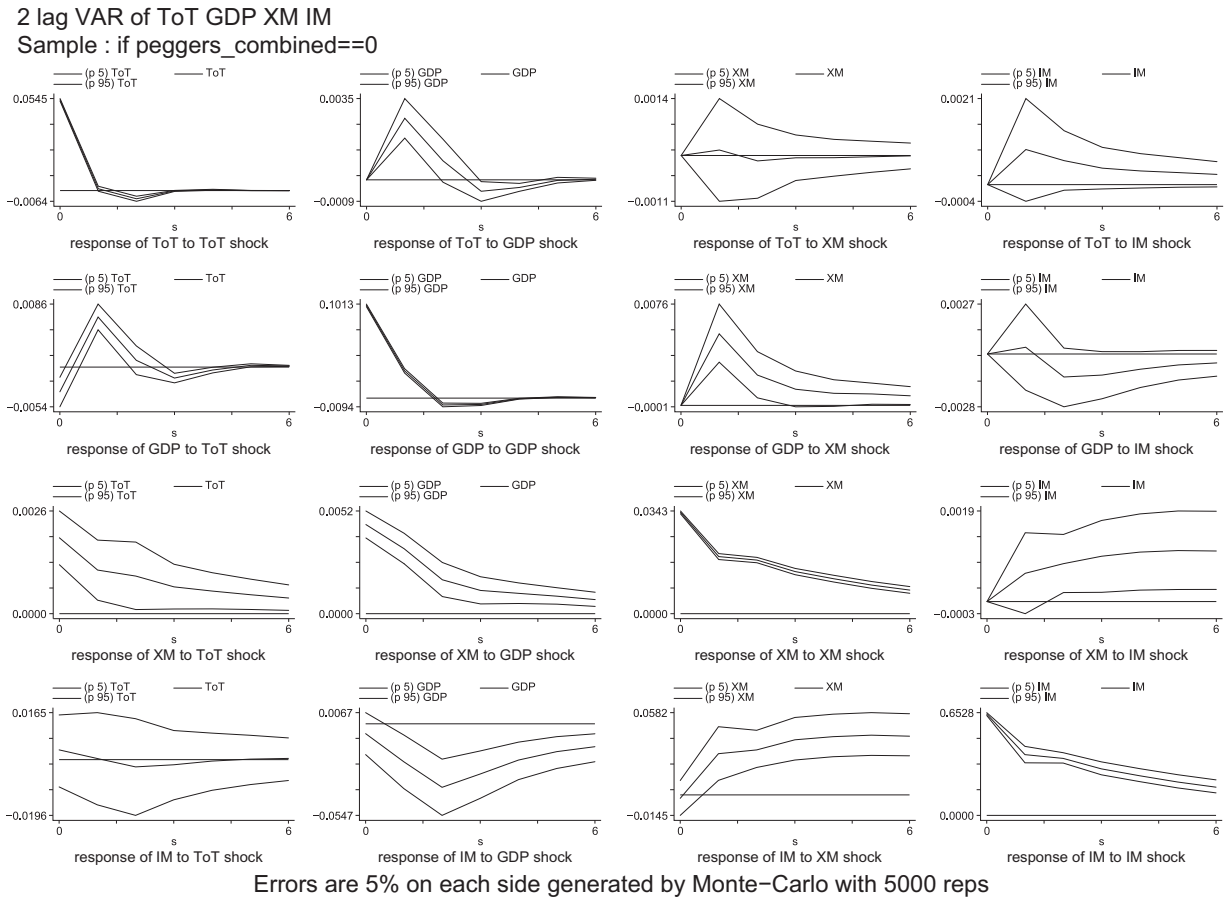 2 lag VAR of ToT GDP XM IM
Sample : if peggers_combined==0
(p 5) ToT ToT
(p 95) ToT
0.0545
−0.0064
0 6
s
response of ToT to ToT shock
(p 5) GDP GDP
(p 95) GDP
0.0035
−0.0009
0 6
s
response of ToT to GDP shock
(p 5) XM XM
(p 95) XM
0.0014
−0.0011
0 6
s
response of ToT to XM shock
(p 5) IM IM
(p 95) IM
0.0021
−0.0004
0 6
s
response of ToT to IM shock
(p 5) ToT ToT
(p 95) ToT
0.0086
−0.0054
0 6
s
response of GDP to ToT shock
(p 5) GDP GDP
(p 95) GDP
0.1013
−0.0094
0 6
s
response of GDP to GDP shock
(p 5) XM XM
(p 95) XM
0.0076
−0.0001
0 6
s
response of GDP to XM shock
(p 5) IM IM
(p 95) IM
0.0027
−0.0028
0 6
s
response of GDP to IM shock
(p 5) ToT ToT
(p 95) ToT
0.0026
0.0000
0 6
s
response of XM to ToT shock
(p 5) GDP GDP
(p 95) GDP
0.0052
0.0000
0 6
s
response of XM to GDP shock
(p 5) XM XM
(p 95) XM
0.0343
0.0000
0 6
s
response of XM to XM shock
(p 5) IM IM
(p 95) IM
0.0019
−0.0003
0 6
s
response of XM to IM shock
(p 5) ToT ToT
(p 95) ToT
0.0165
−0.0196
0 6
s
response of IM to ToT shock
(p 5) GDP GDP
(p 95) GDP
0.0067
−0.0547
0 6
s
response of IM to GDP shock
(p 5) XM XM
(p 95) XM
0.0582
−0.0145
0 6
s
response of IM to XM shock
(p 5) IM IM
(p 95) IM
0.6528
0.0000
0 6
s
response of IM to IM shock
Errors are 5% on each side generated by Monte−Carlo with 5000 reps